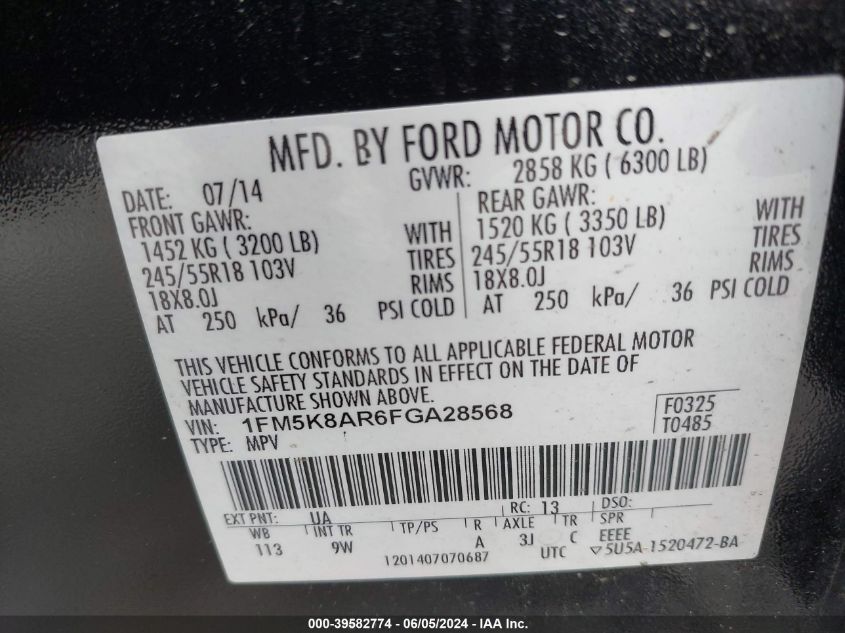 MFD. BY FORD MOTOR CO.
DATE: 07/14 GVWR: 2858 KG ( 6300 LB)
FRONT GAWR: REAR GAWR:
1452 KG ( 3200 LB) WITH 1520 KG ( 3350 LB) WITH
245/55R18 103V TIRES 245/55R18 103V TIRES
18X8.0J RIMS 18X8.0J RIMS
AT 250 kPa/ 36 PSI COLD AT 250 kPa/ 36 PSI COLD
THIS VEHICLE CONFORMS TO ALL APPLICABLE FEDERAL MOTOR
VEHICLE SAFETY STANDARDS IN EFFECT ON THE DATE OF
MANUFACTURE SHOWN ABOVE.
VIN: 1FM5K8AR6FGA28568 F0325
TYPE: MPV T0485
EXT PNT: UA RC: 13 DSO:
WB INT TR TP/PS R AXLE TR SPR
113 9W A 3J C EEEE
1201407070687 UTC ▽5U5A-1520472-BA
000-39582774 - 06/05/2024 - IAA Inc.